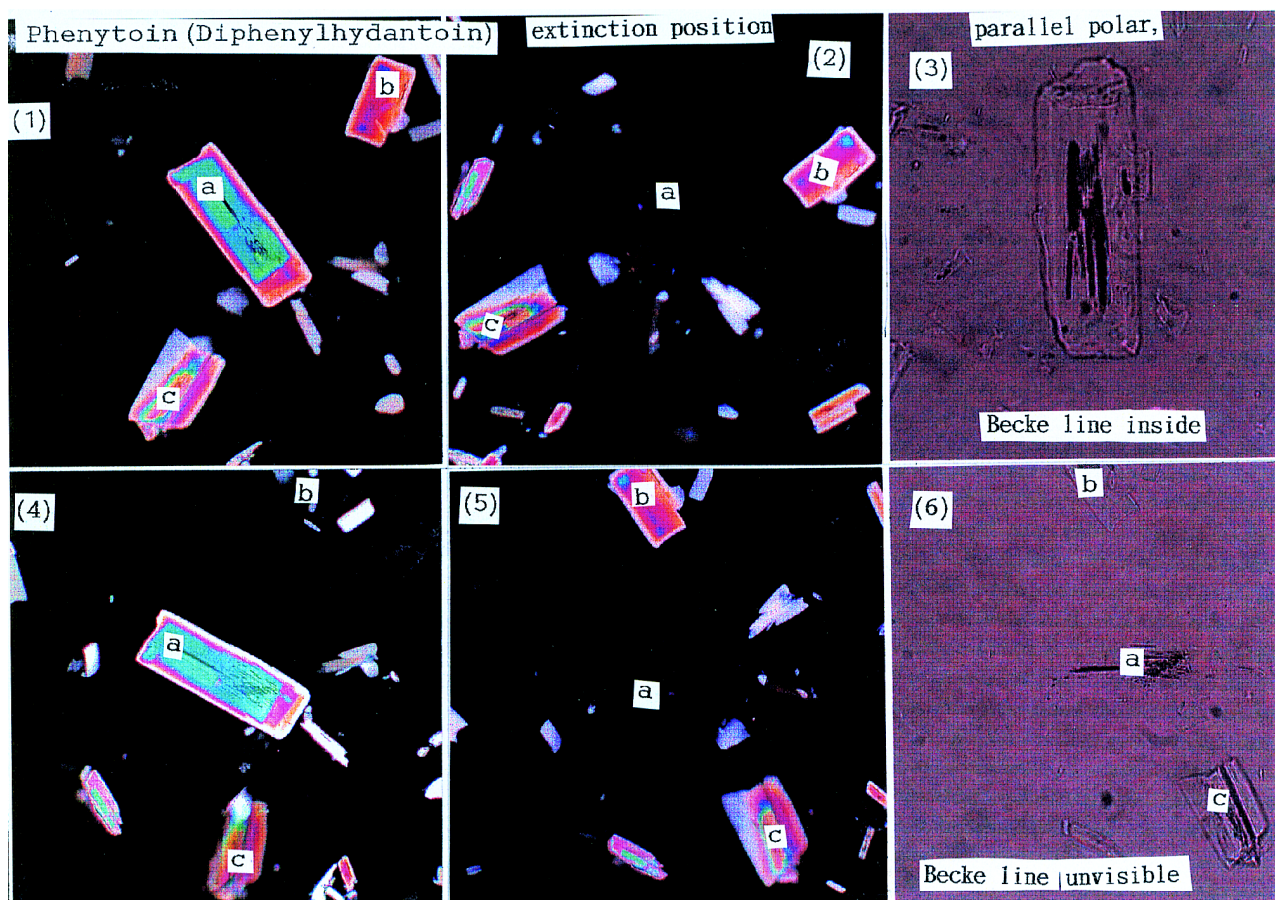 Phenytoin (Diphenylhydantoin)
extinction position
parallel polar,
(1)
b
a
c
(2)
a
b
c
(3)
Becke line inside
(4)
b
a
c
(5)
b
a
c
(6)
b
a
c
Becke line unvisible